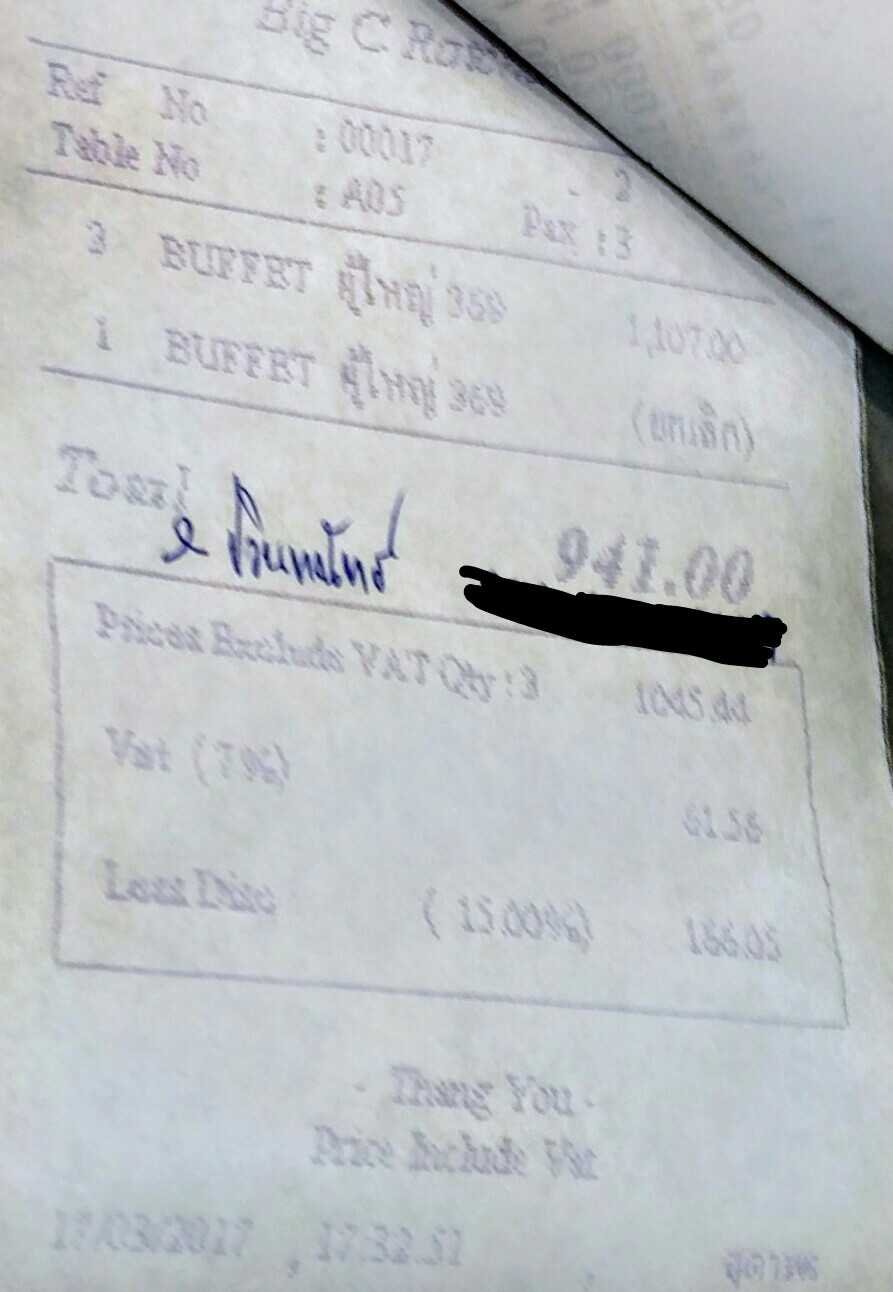 Big C
Ref No : 00017 - 2
Table No : A05 Pax : 3
3 BUFFET ผู้ใหญ่ 369 1,107.00
1 BUFFET ผู้ใหญ่ 369 (ยกเลิก)
Total 941.00
Prices Exclude VAT Qty : 3 1045.44
Vat (7%) 61.56
Less Disc ( 15.00%) 166.05
- Thang You -
Price Include Vat
17/03/2017 , 17:32:51 ,